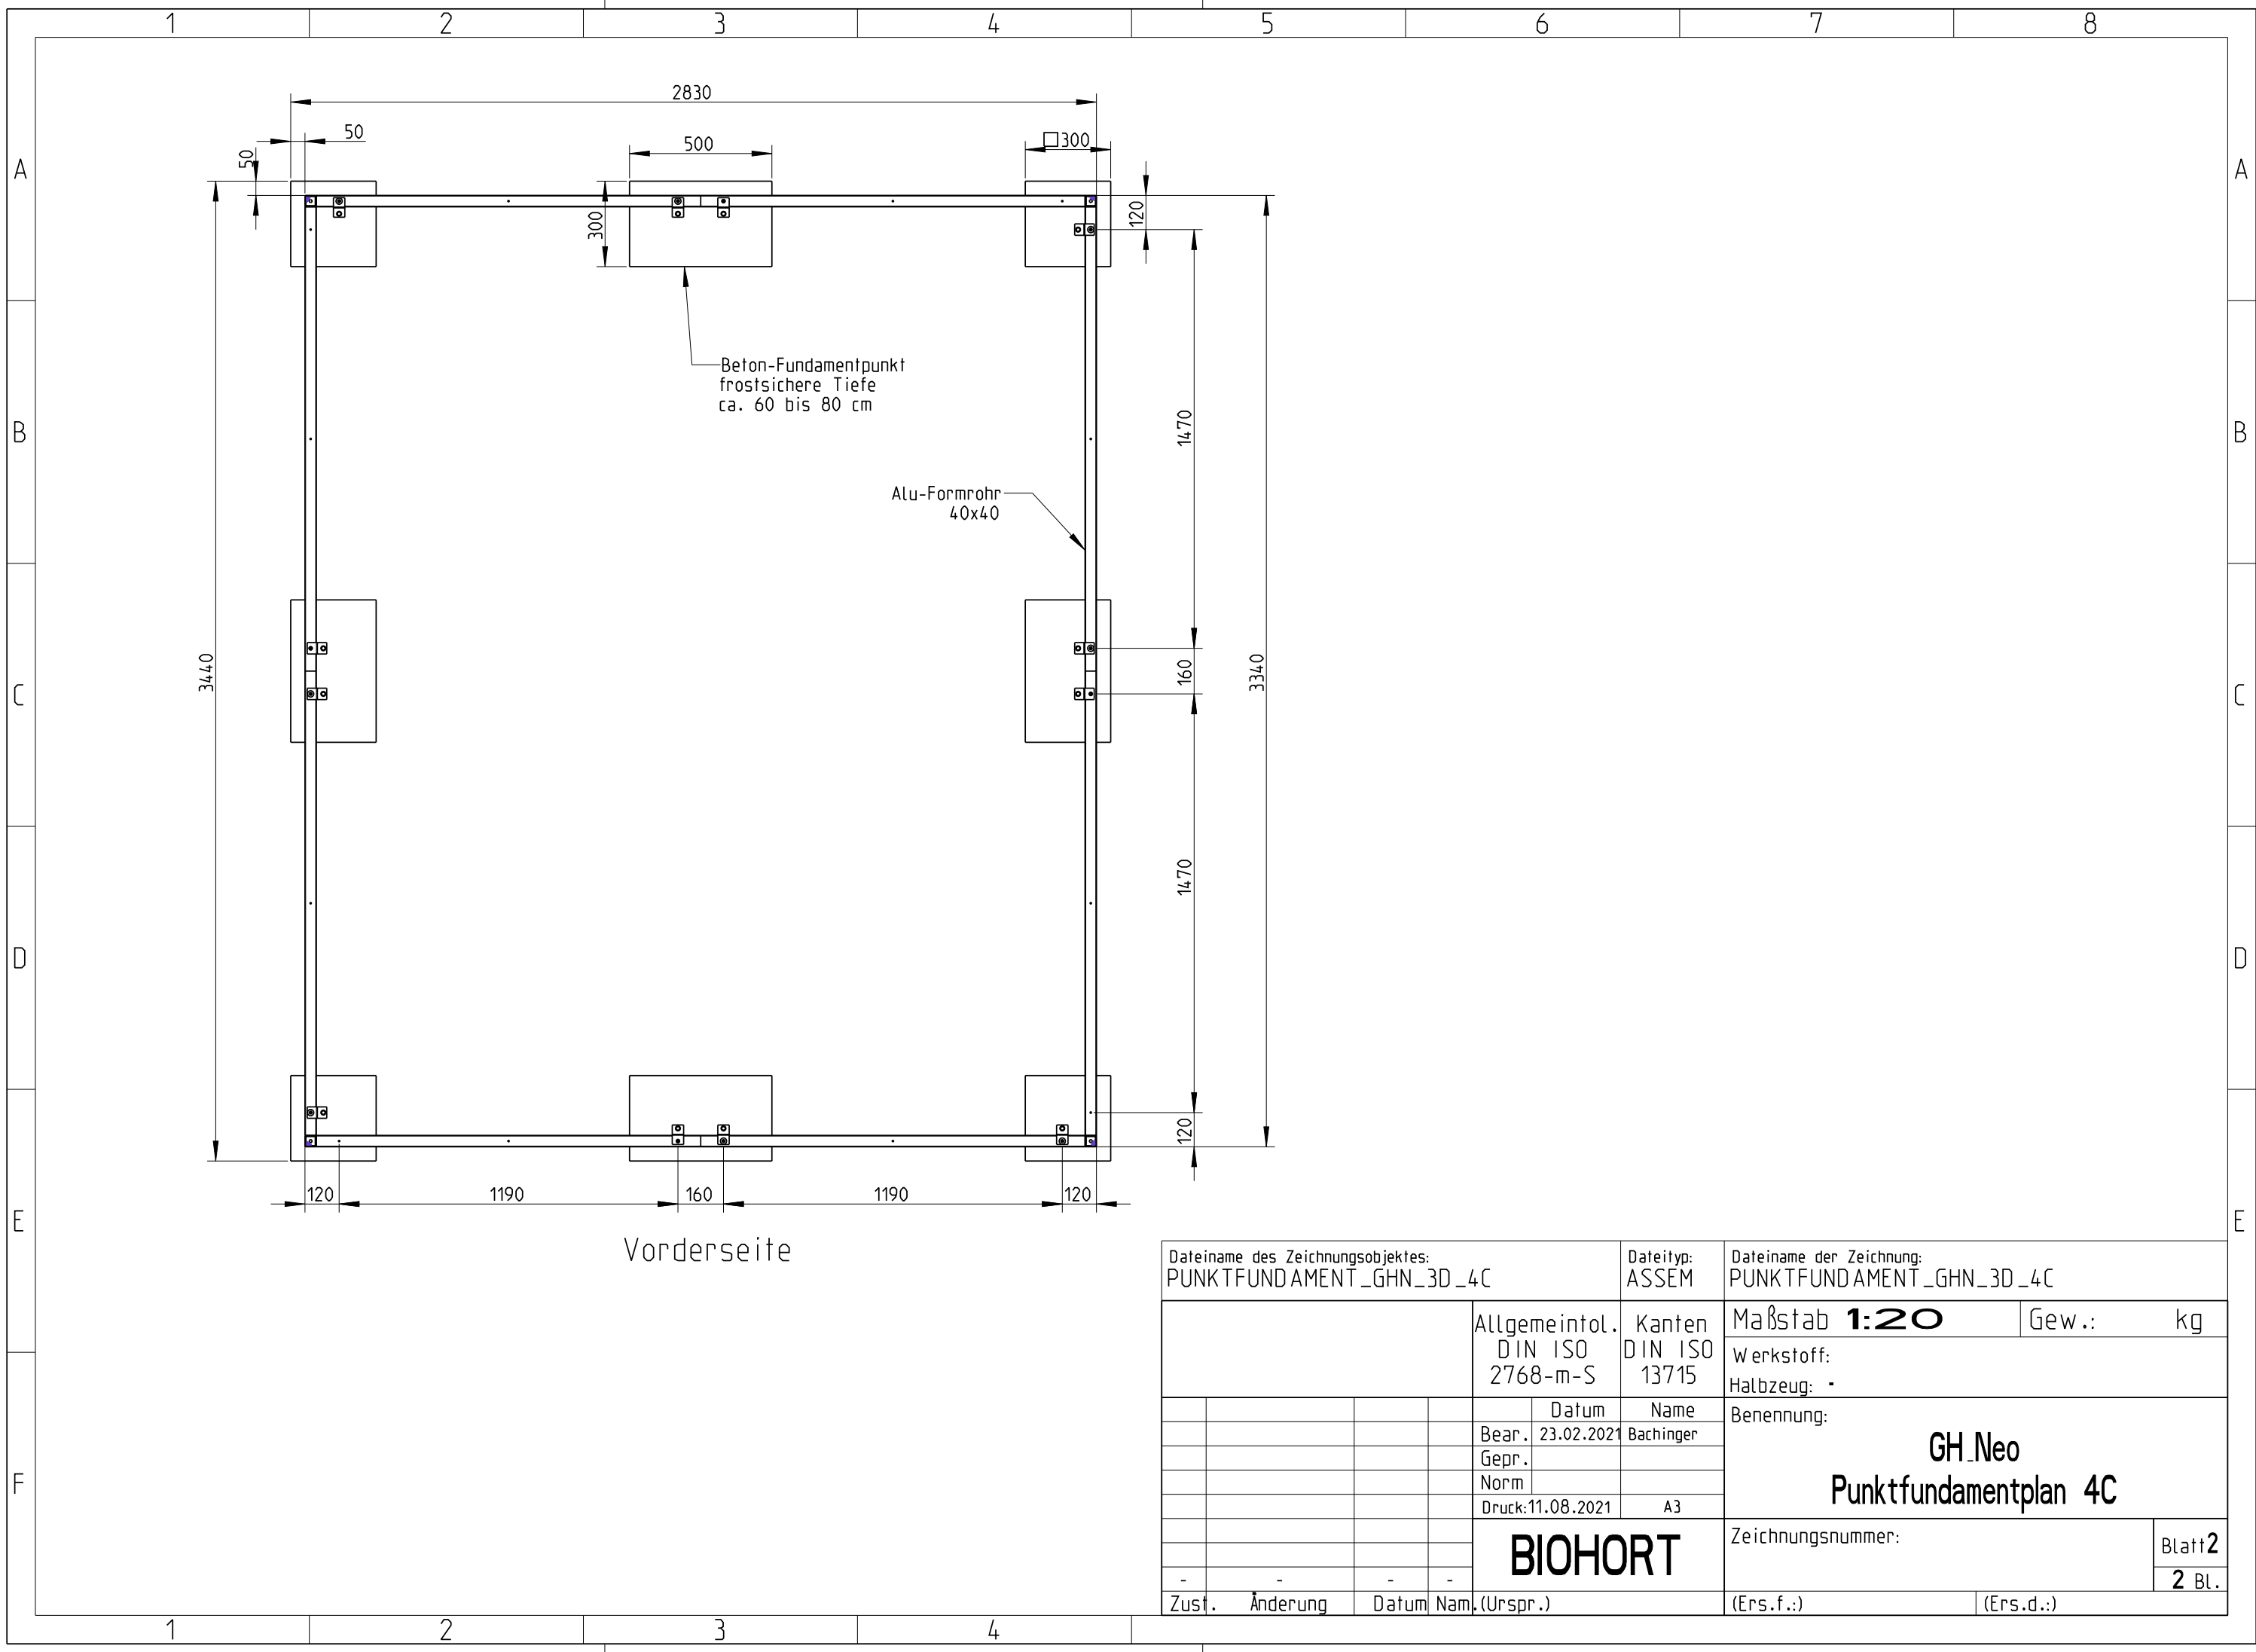 1 2 3 4 5 6 7 8
2830
50
500
□300
50
A A
300
120
Beton-Fundamentpunkt
frostsichere Tiefe
ca. 60 bis 80 cm
1470
B B
Alu-Formrohr
40x40
3440
160
3340
C C
1470
D D
120
120 1190 160 1190 120
E E
Vorderseite
Dateiname des Zeichnungsobjektes:
PUNKTFUNDAMENT_GHN_3D_4C
Dateityp:
ASSEM
Dateiname der Zeichnung:
PUNKTFUNDAMENT_GHN_3D_4C
Allgemeintol.
DIN ISO
2768-m-S
Kanten
DIN ISO
13715
Maßstab 1:20
Gew.: kg
Werkstoff:
Halbzeug: -
Datum Name
Bear. 23.02.2021 Bachinger
Gepr.
Norm
Druck:11.08.2021 A3
Benennung:
GH_Neo
Punktfundamentplan 4C
F F
BIOHORT
Zeichnungsnummer:
Blatt2
2 Bl.
- - - -
Zust. Änderung Datum Nam. (Urspr.) (Ers.f.:) (Ers.d.:)
1 2 3 4